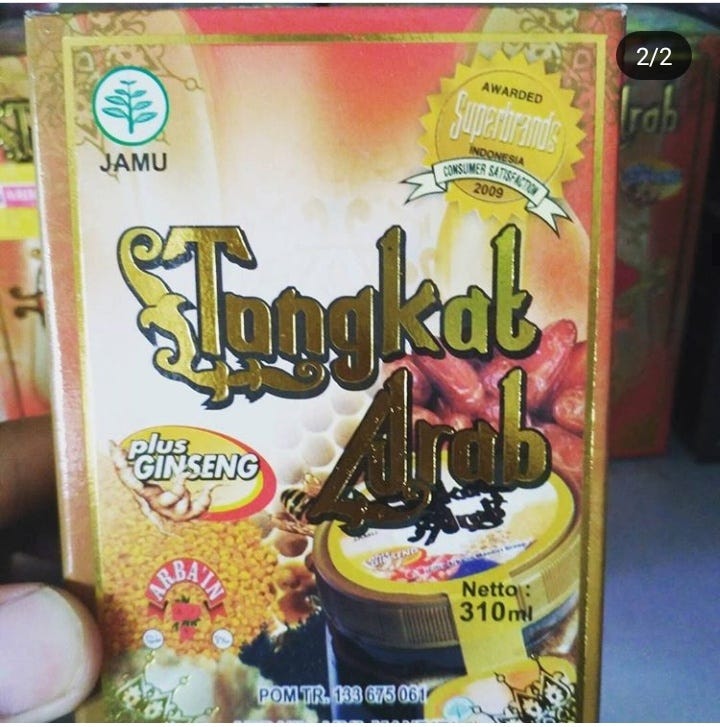 2/2
JAMU
AWARDED
Superbrands
INDONESIA
CONSUMER SATISFACTION
2009
Tongkat
Arab
plus
GINSENG
ARBA'IN
Netto :
310ml
POM TR. 133 675 061